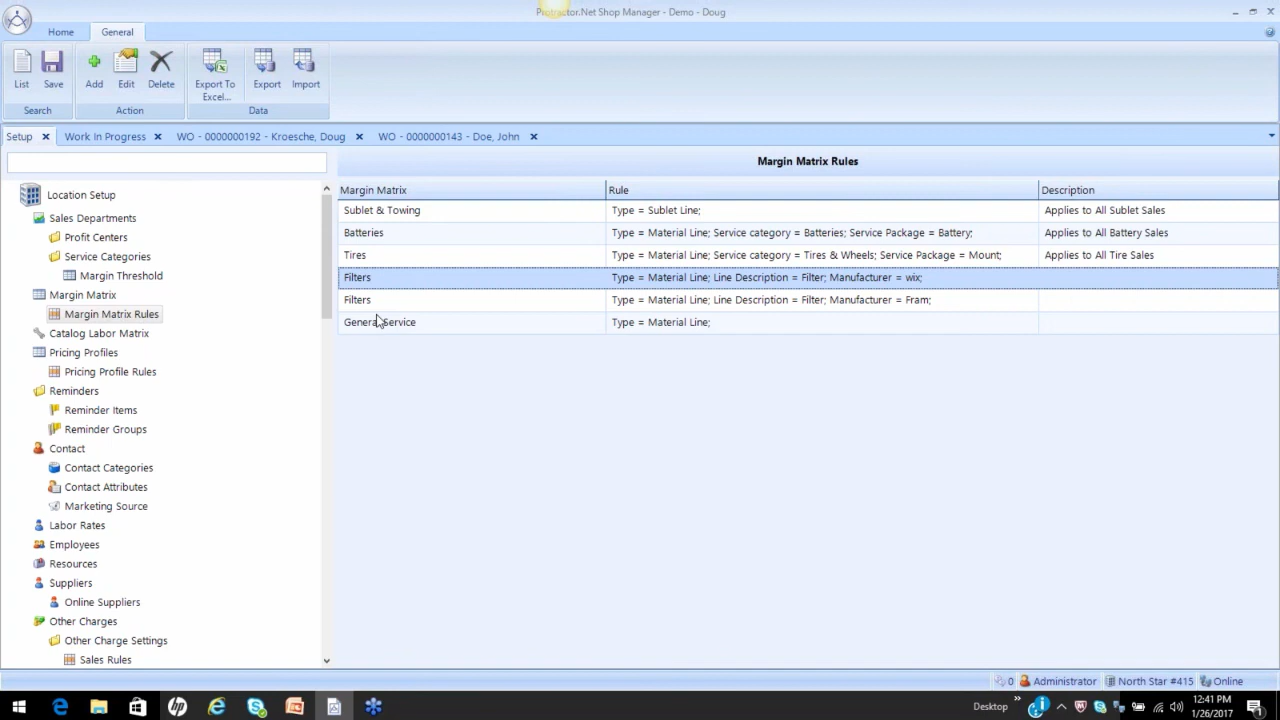 Protractor.Net Shop Manager - Demo - Doug
Home
General
List
Save
Add
Edit
Delete
Export To
Excel...
Export
Import
Search
Action
Data
Setup
Work In Progress
WO - 0000000192 - Kroesche, Doug
WO - 0000000143 - Doe, John
Margin Matrix Rules
Location Setup
Sales Departments
Profit Centers
Service Categories
Margin Threshold
Margin Matrix
Margin Matrix Rules
Catalog Labor Matrix
Pricing Profiles
Pricing Profile Rules
Reminders
Reminder Items
Reminder Groups
Contact
Contact Categories
Contact Attributes
Marketing Source
Labor Rates
Employees
Resources
Suppliers
Online Suppliers
Other Charges
Other Charge Settings
Sales Rules
Margin Matrix Rule Description
Sublet & Towing Type = Sublet Line; Applies to All Sublet Sales
Batteries Type = Material Line; Service category = Batteries; Service Package = Battery; Applies to All Battery Sales
Tires Type = Material Line; Service category = Tires & Wheels; Service Package = Mount; Applies to All Tire Sales
Filters Type = Material Line; Line Description = Filter; Manufacturer = wix;
Filters Type = Material Line; Line Description = Filter; Manufacturer = Fram;
General Service Type = Material Line;
0 Administrator North Star #415 Online
Desktop
12:41 PM
1/26/2017